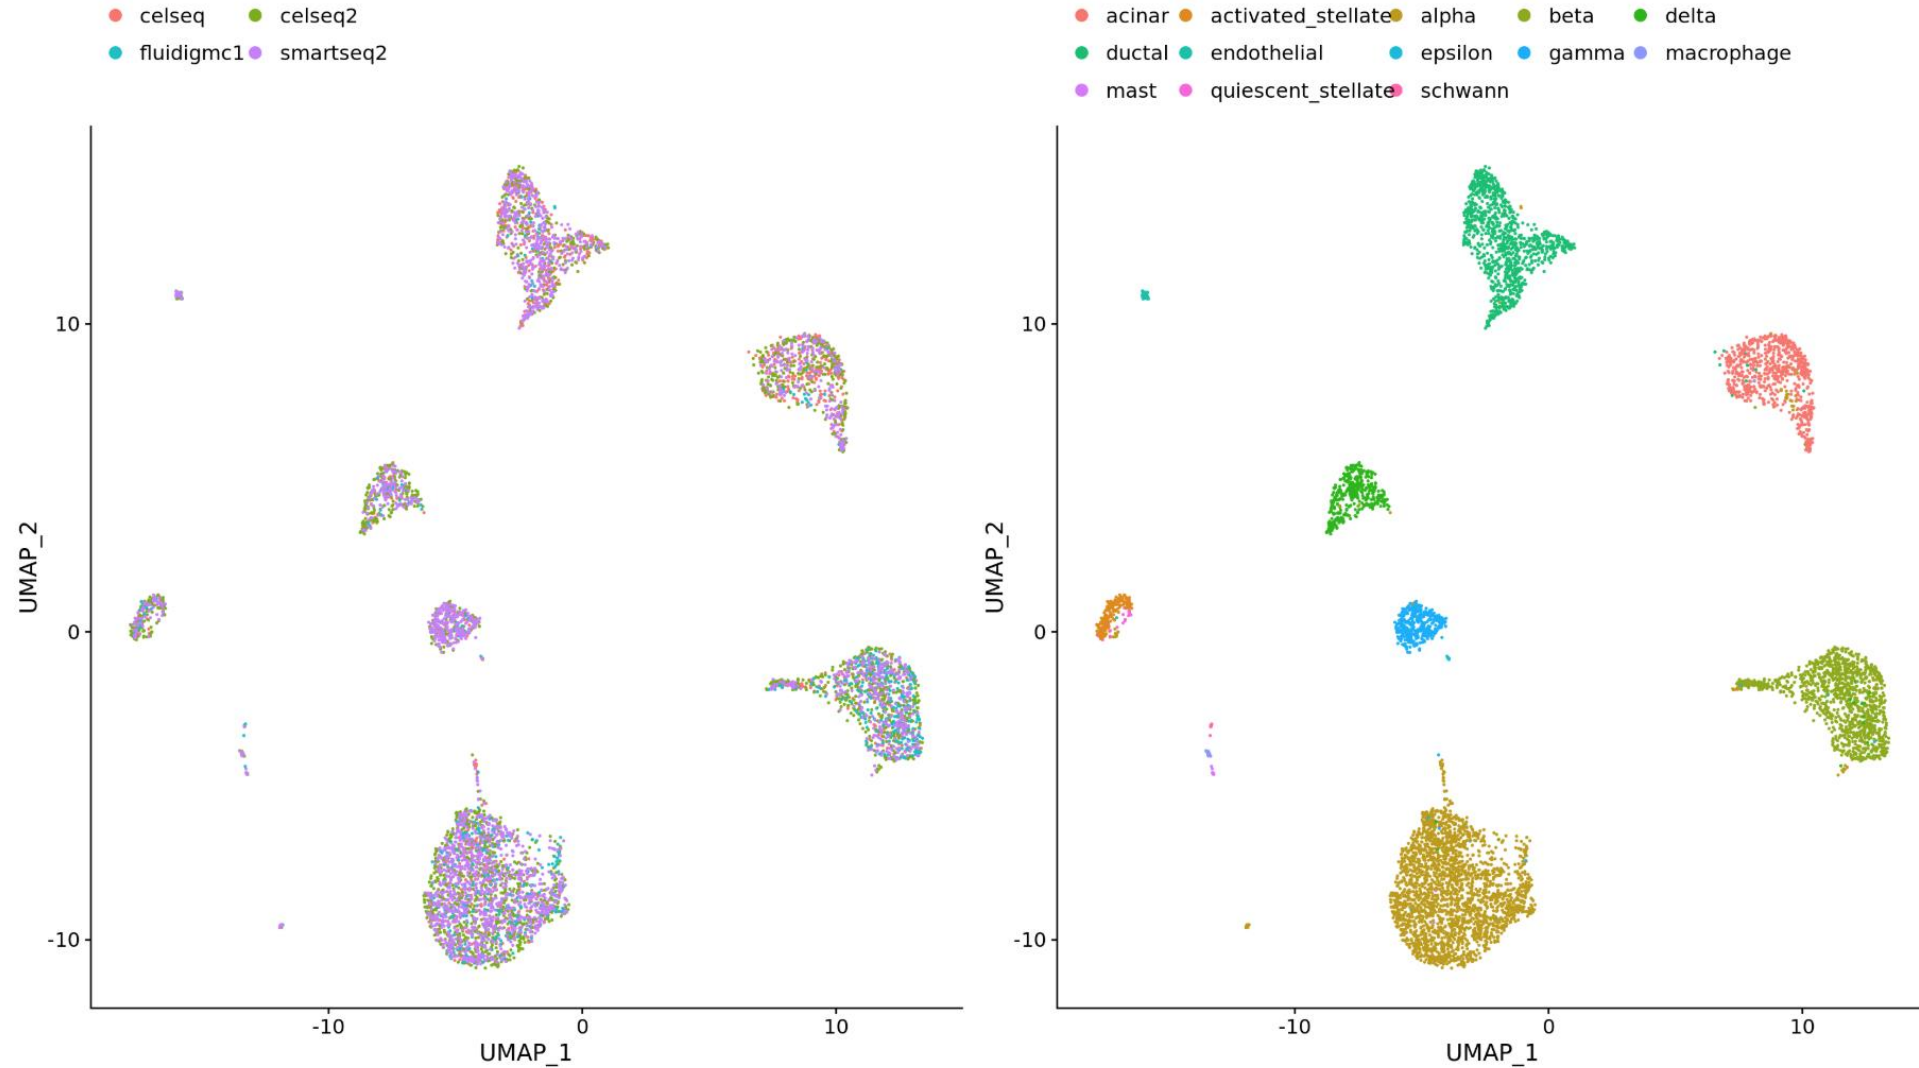 celseq celseq2
fluidigmc1 smartseq2
acinar activated_stellate alpha beta delta
ductal endothelial epsilon gamma macrophage
mast quiescent_stellate schwann
UMAP_2
10
0
-10
-10 0 10
UMAP_1
UMAP_2
10
0
-10
-10 0 10
UMAP_1